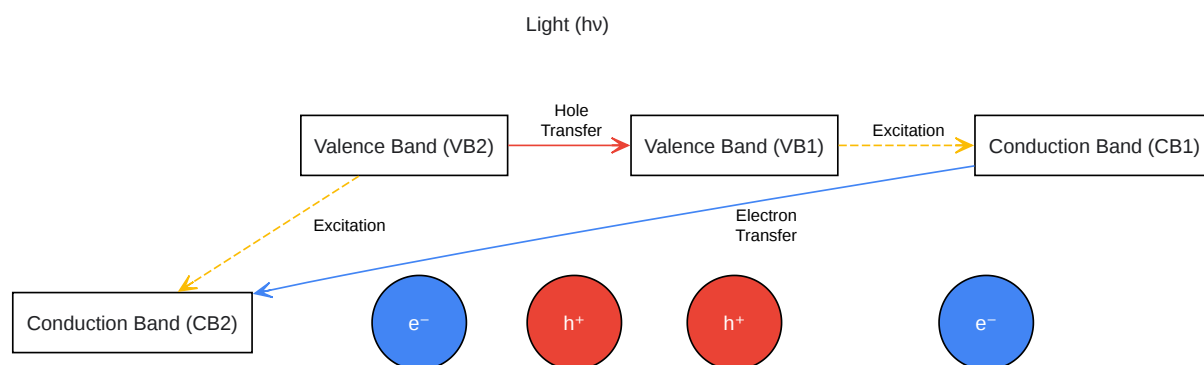 Light (hν)
Hole
Transfer
Excitation
Valence Band (VB2)
Valence Band (VB1)
Conduction Band (CB1)
Excitation
Electron
Transfer
Conduction Band (CB2)
e⁻
h⁺
h⁺
e⁻